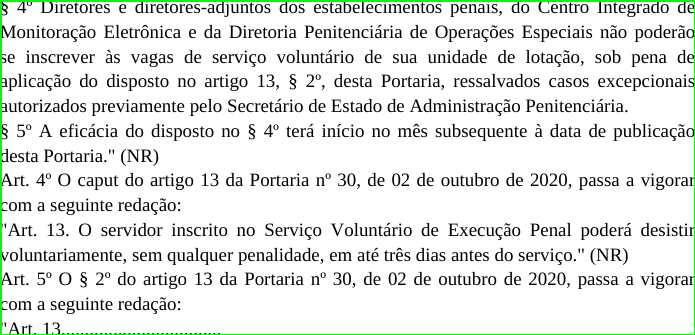 § 4º Diretores e diretores-adjuntos dos estabelecimentos penais, do Centro Integrado de
Monitoração Eletrônica e da Diretoria Penitenciária de Operações Especiais não poderão
se inscrever às vagas de serviço voluntário de sua unidade de lotação, sob pena de
aplicação do disposto no artigo 13, § 2º, desta Portaria, ressalvados casos excepcionais
autorizados previamente pelo Secretário de Estado de Administração Penitenciária.
§ 5º A eficácia do disposto no § 4º terá início no mês subsequente à data de publicação
desta Portaria." (NR)
Art. 4º O caput do artigo 13 da Portaria nº 30, de 02 de outubro de 2020, passa a vigorar
com a seguinte redação:
"Art. 13. O servidor inscrito no Serviço Voluntário de Execução Penal poderá desistir
voluntariamente, sem qualquer penalidade, em até três dias antes do serviço." (NR)
Art. 5º O § 2º do artigo 13 da Portaria nº 30, de 02 de outubro de 2020, passa a vigorar
com a seguinte redação:
"Art. 13..................................